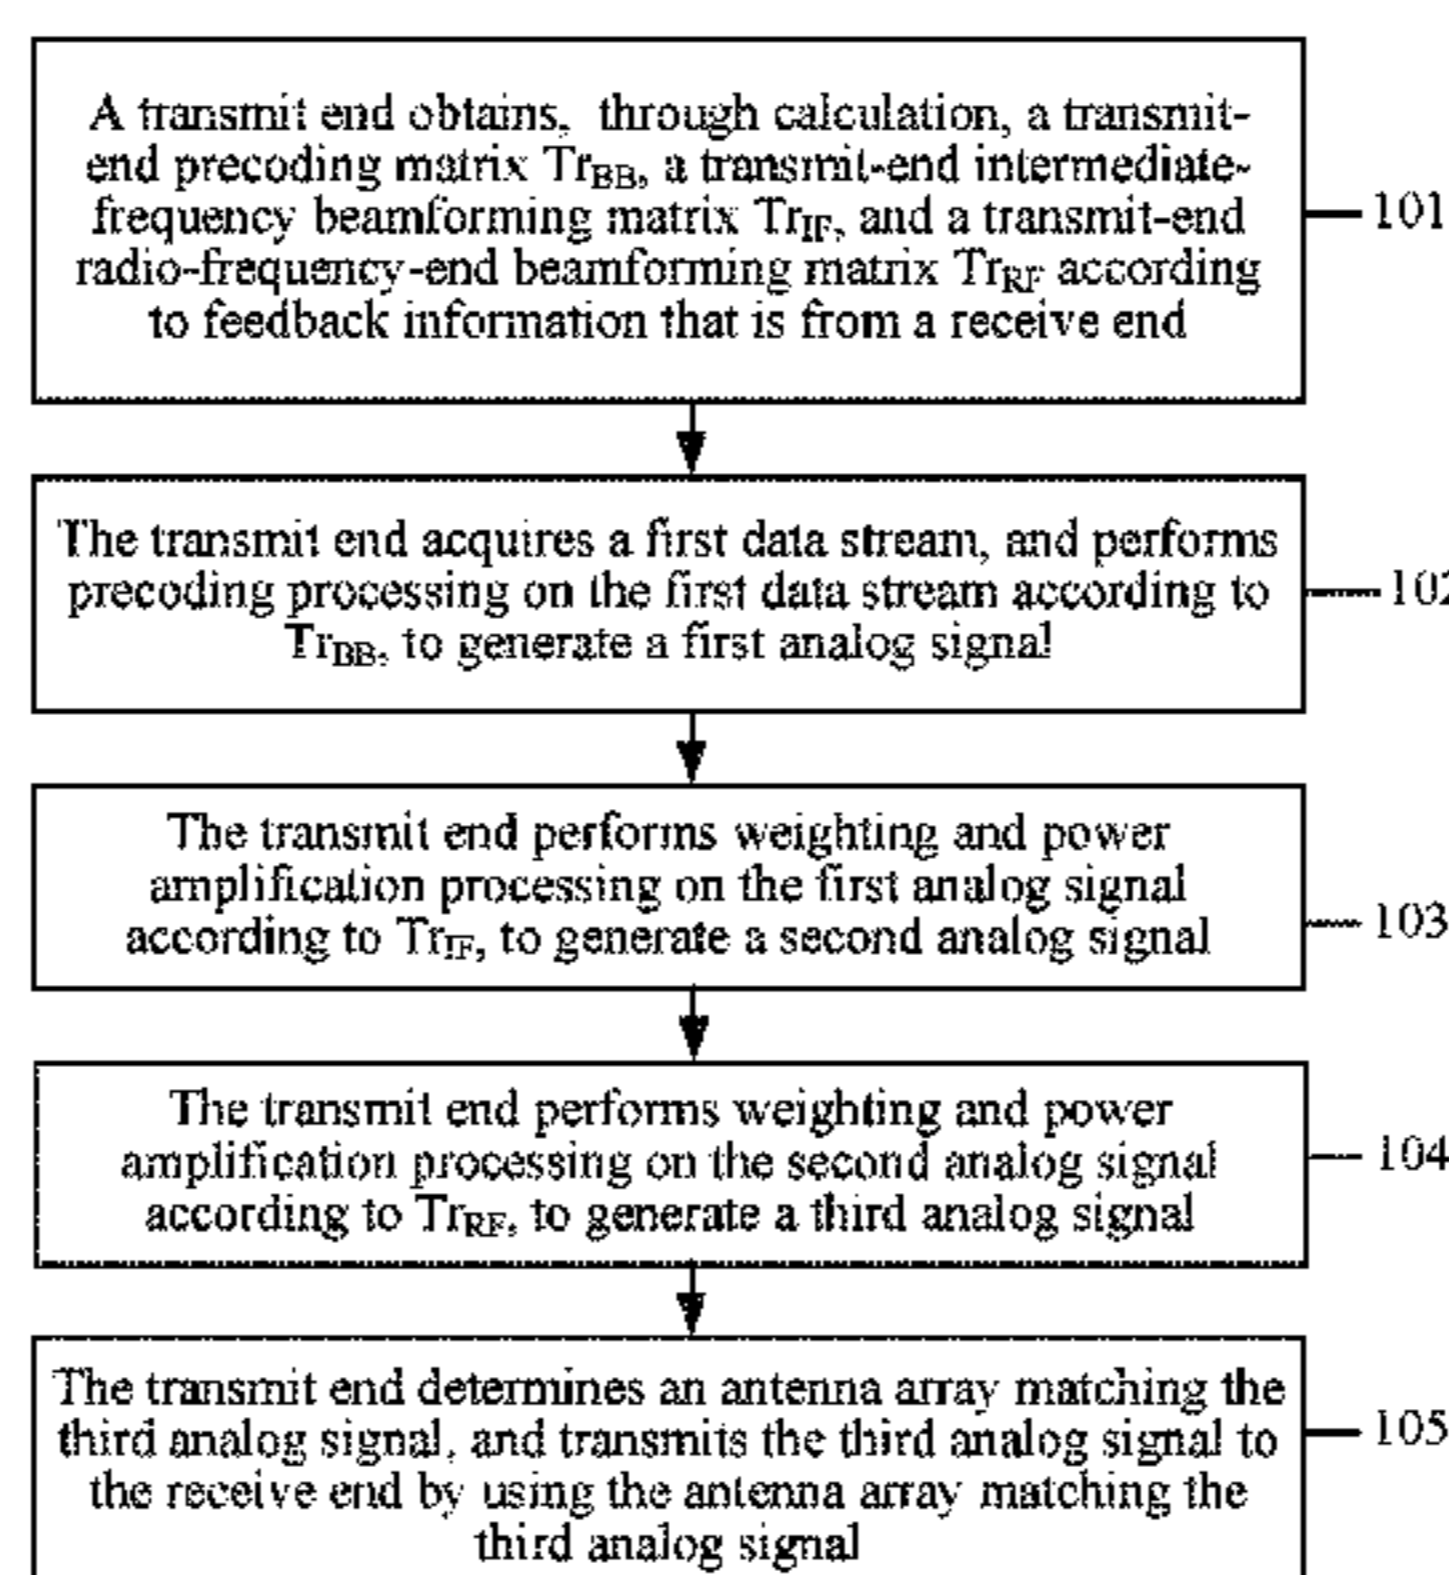 A transmit end obtains, through calculation, a transmit-
end precoding matrix TrBB, a transmit-end intermediate-
frequency beamforming matrix TrIF, and a transmit-end
radio-frequency-end beamforming matrix TrRF according
to feedback information that is from a receive end
101
The transmit end acquires a first data stream, and performs
precoding processing on the first data stream according to
TrBB, to generate a first analog signal
102
The transmit end performs weighting and power
amplification processing on the first analog signal
according to TrIF, to generate a second analog signal
103
The transmit end performs weighting and power
amplification processing on the second analog signal
according to TrRF, to generate a third analog signal
104
The transmit end determines an antenna array matching the
third analog signal, and transmits the third analog signal to
the receive end by using the antenna array matching the
third analog signal
105